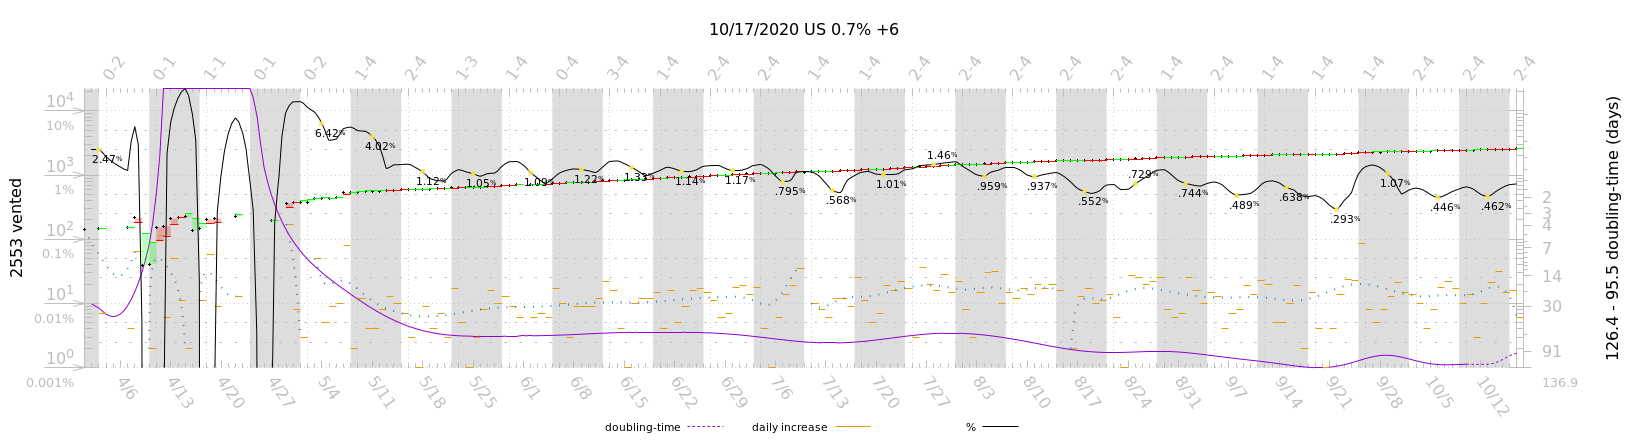 10/17/2020 US 0.7% +6
0-2 0-1 1-1 0-1 0-2 1-4 2-4 1-3 1-4 0-4 3-4 1-4 2-4 2-4 1-4 1-4 2-4 2-4 2-4 1-4 2-4 2-4 1-4 1-4 1-4 1-4 2-4 2-4 2-4
10⁴
10%
10³
1%
10²
0.1%
10¹
0.01%
10⁰
0.001%
2553 vented
2.47% 6.42% 4.02% 1.12% 1.05% 1.09% 1.22% 1.33% 1.14% 1.17% .795% .568% 1.01% 1.46% .959% .937% .552% .729% .744% .489% .638% .293% 1.07% .446% .462%
2
3
4
7
14
30
91
136.9
126.4 - 95.5 doubling-time (days)
4/6 4/13 4/20 4/27 5/4 5/11 5/18 5/25 6/1 6/8 6/15 6/22 6/29 7/6 7/13 7/20 7/27 8/3 8/10 8/17 8/24 8/31 9/7 9/14 9/21 9/28 10/5 10/12
doubling-time daily increase %